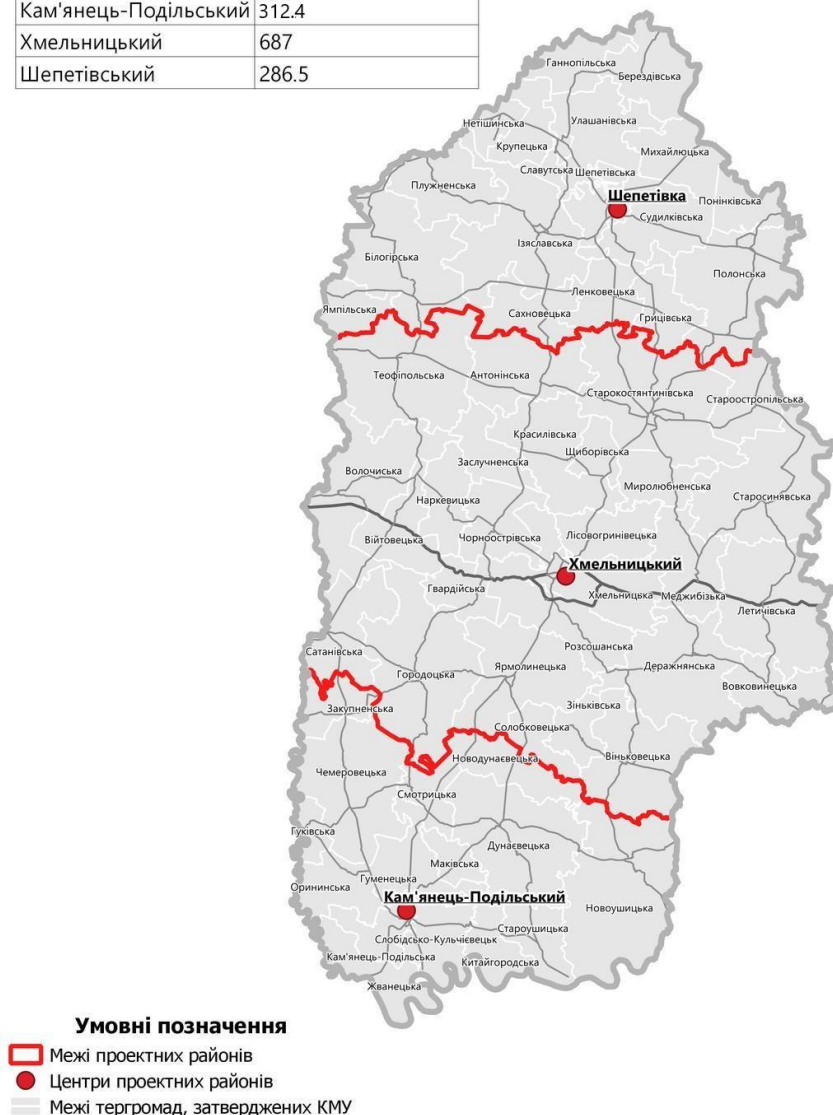 Кам'янець-Подільський 312.4
Хмельницький 687
Шепетівський 286.5
Ганнопільська
Берездівська
Нетішинська
Улашанівська
Крупецька
Михайлюцька
Славутська Шепетівська
Плужненська
Шепетівка
Понінківська
Судилківська
Ізяславська
Білогірська
Полонська
Ленковецька
Ямпільська
Сахновецька
Грицівська
Теофіпольська
Антонінська
Старокостянтинівська
Староостропільська
Красилівська
Щиборівська
Волочиська
Заслучненська
Миролюбненська
Старосинявська
Наркевицька
Війтовецька
Чорноострівська
Лісовогринівецька
Хмельницький
Гвардійська
Хмельницька
Меджибізька
Летичівська
Розсошанська
Сатанівська
Городоцька
Ярмолинецька
Деражнянська
Вовковинецька
Закупненська
Зіньківська
Солобковецька
Новодунаєвецька
Віньковецька
Чемеровецька
Смотрицька
Гуківська
Дунаєвецька
Маківська
Гуменецька
Орининська
Кам'янець-Подільський
Новоушицька
Староушицька
Слобідсько-Кульчієвецьк
Кам'янець-Подільська
Китайгородська
Жванецька
Умовні позначення
Межі проектних районів
Центри проектних районів
Межі тергромад, затверджених КМУ